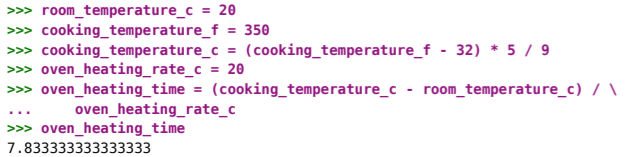 >>> room_temperature_c = 20
>>> cooking_temperature_f = 350
>>> cooking_temperature_c = (cooking_temperature_f - 32) * 5 / 9
>>> oven_heating_rate_c = 20
>>> oven_heating_time = (cooking_temperature_c - room_temperature_c) / \
...     oven_heating_rate_c
>>> oven_heating_time
7.833333333333333